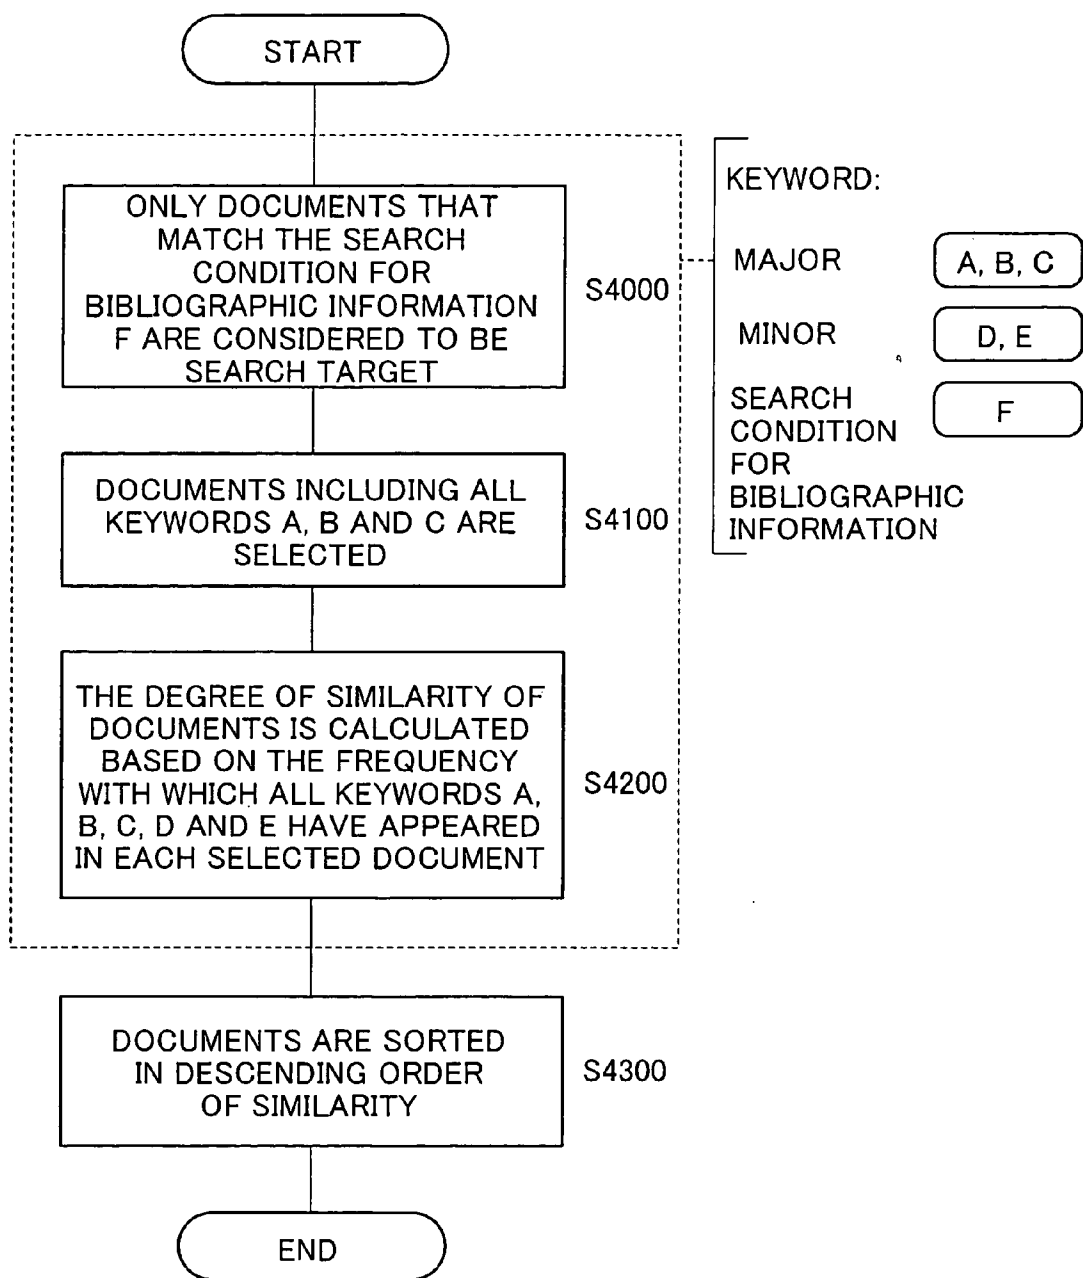 START
ONLY DOCUMENTS THAT
MATCH THE SEARCH
CONDITION FOR
BIBLIOGRAPHIC INFORMATION
F ARE CONSIDERED TO BE
SEARCH TARGET
S4000
DOCUMENTS INCLUDING ALL
KEYWORDS A, B AND C ARE
SELECTED
S4100
THE DEGREE OF SIMILARITY OF
DOCUMENTS IS CALCULATED
BASED ON THE FREQUENCY
WITH WHICH ALL KEYWORDS A,
B, C, D AND E HAVE APPEARED
IN EACH SELECTED DOCUMENT
S4200
DOCUMENTS ARE SORTED
IN DESCENDING ORDER
OF SIMILARITY
S4300
END
KEYWORD:
MAJOR
A, B, C
MINOR
D, E
SEARCH
CONDITION
FOR
BIBLIOGRAPHIC
INFORMATION
F